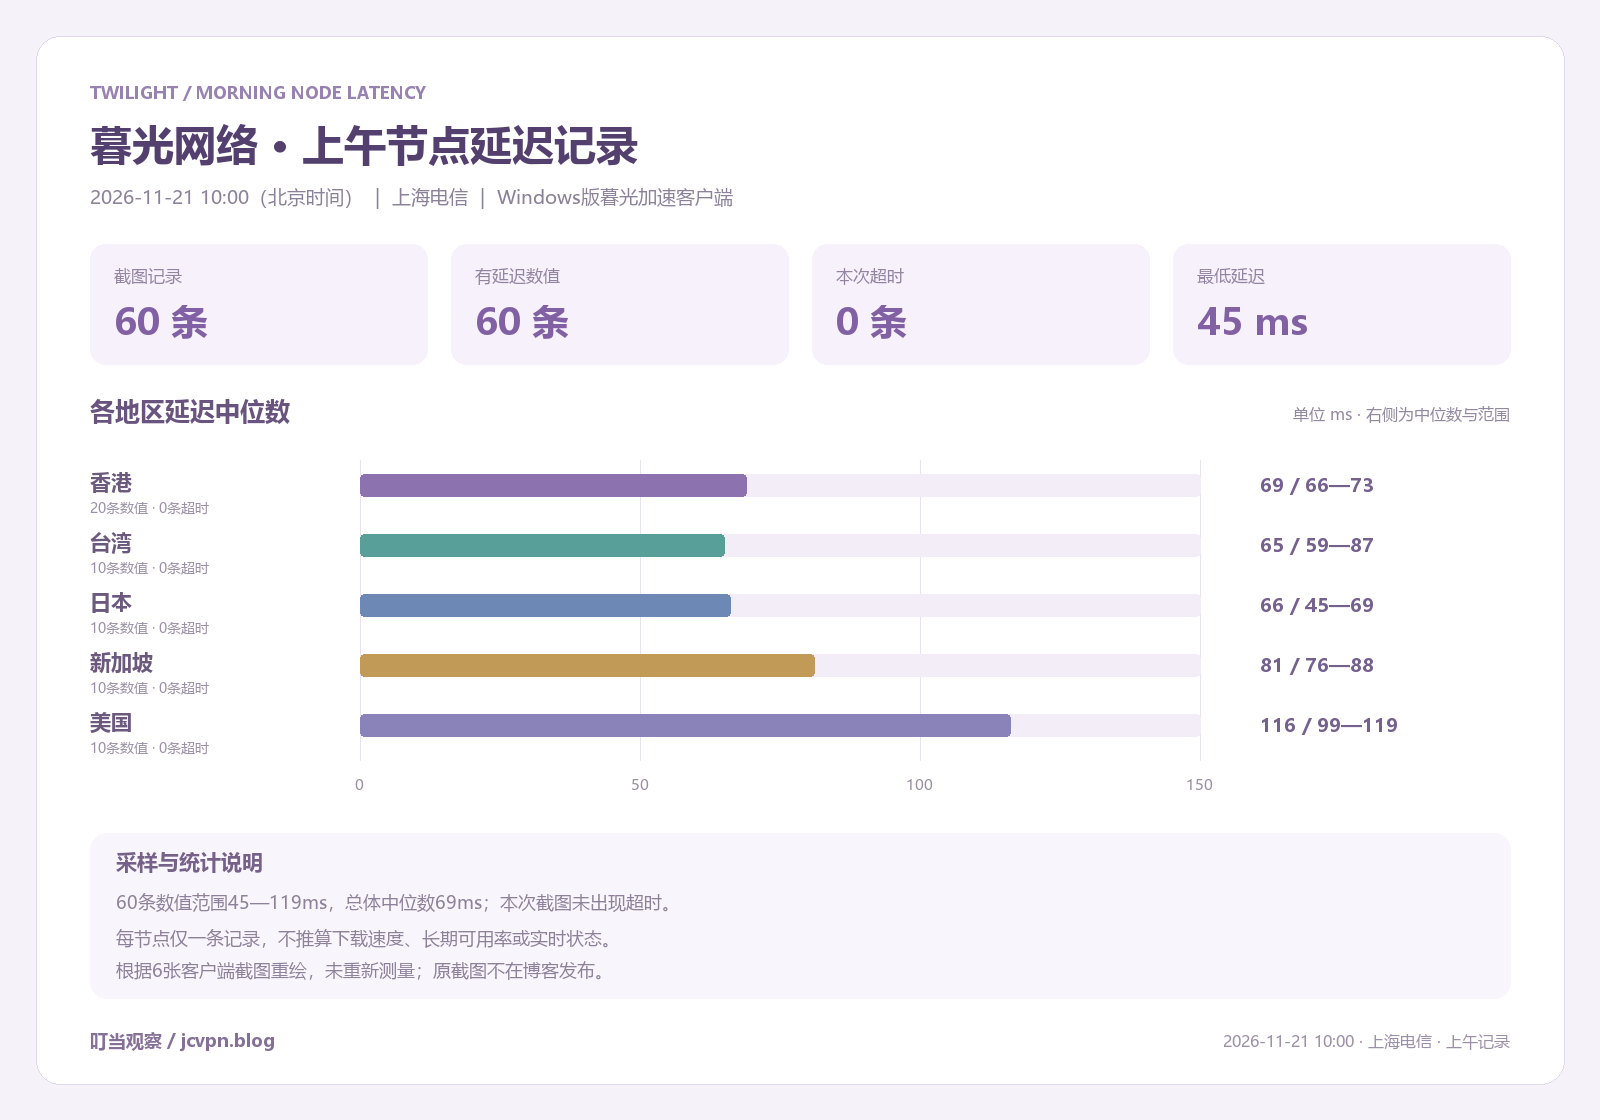 TWILIGHT / MORNING NODE LATENCY
暮光网络 • 上午节点延迟记录
2026-11-21 10:00（北京时间） | 上海电信 | Windows版暮光加速客户端
截图记录
60 条
有延迟数值
60 条
本次超时
0 条
最低延迟
45 ms
各地区延迟中位数
单位 ms · 右侧为中位数与范围
香港
20条数值 · 0条超时
69 / 66—73
台湾
10条数值 · 0条超时
65 / 59—87
日本
10条数值 · 0条超时
66 / 45—69
新加坡
10条数值 · 0条超时
81 / 76—88
美国
10条数值 · 0条超时
116 / 99—119
0 50 100 150
采样与统计说明
60条数值范围45—119ms，总体中位数69ms；本次截图未出现超时。
每节点仅一条记录，不推算下载速度、长期可用率或实时状态。
根据6张客户端截图重绘，未重新测量；原截图不在博客发布。
叮当观察 / jcvpn.blog
2026-11-21 10:00 · 上海电信 · 上午记录